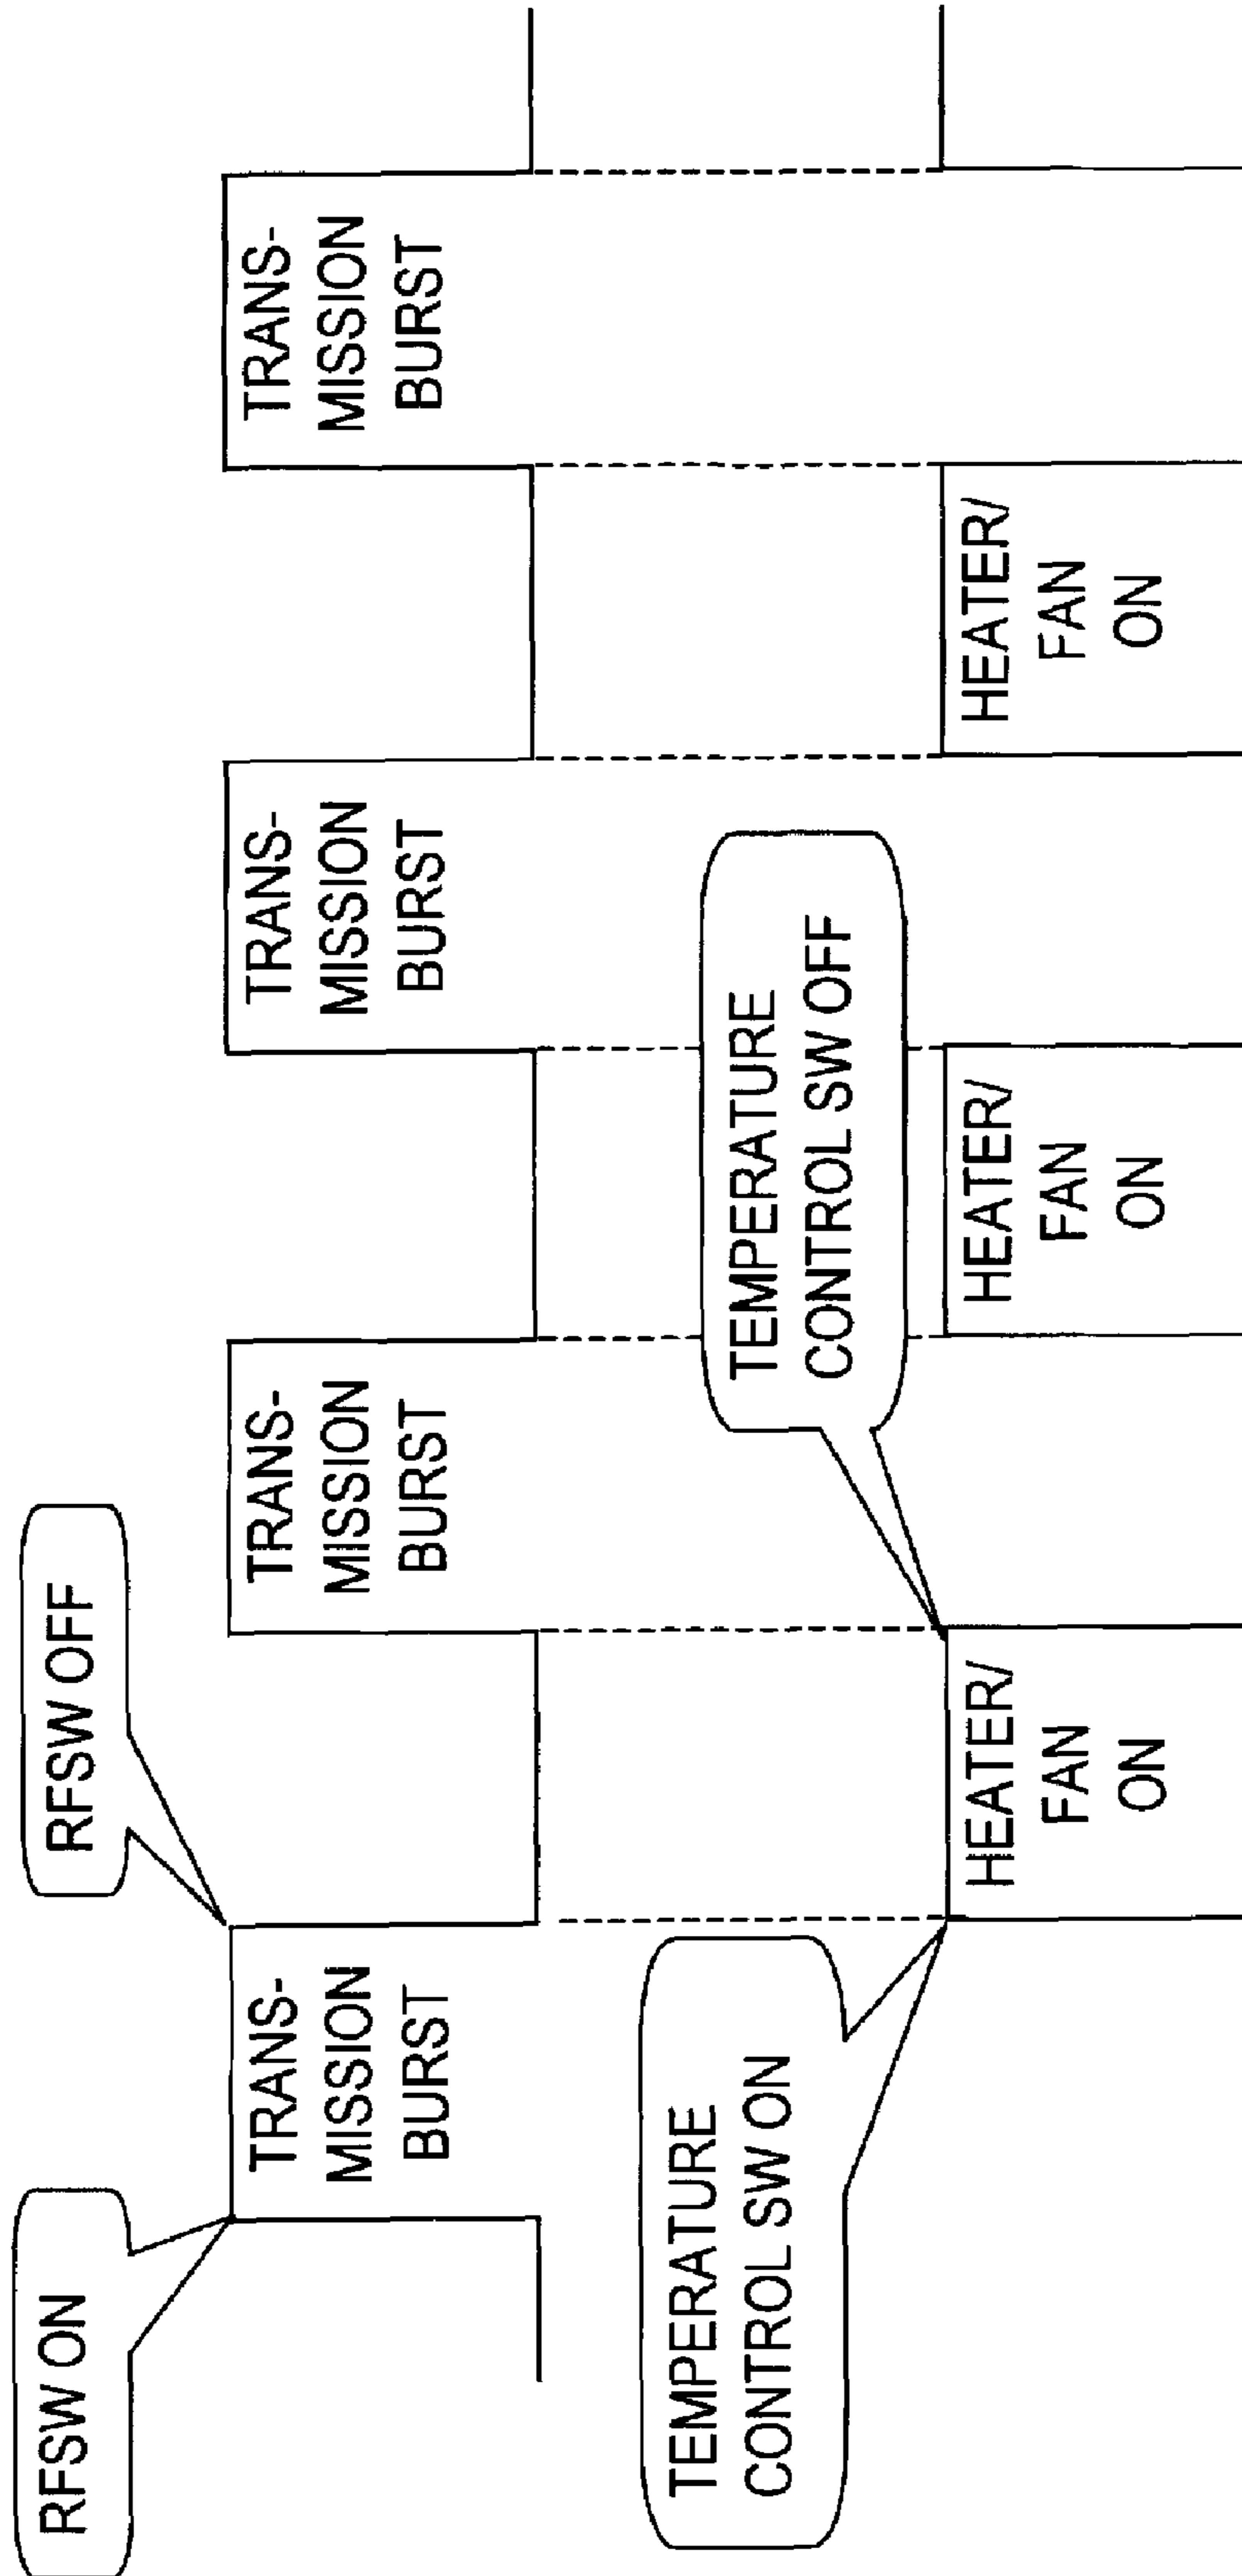 RFSW ON
RFSW OFF
TRANS-
MISSION
BURST
TRANS-
MISSION
BURST
TRANS-
MISSION
BURST
TRANS-
MISSION
BURST
TEMPERATURE
CONTROL SW ON
TEMPERATURE
CONTROL SW OFF
HEATER/
FAN
ON
HEATER/
FAN
ON
HEATER/
FAN
ON